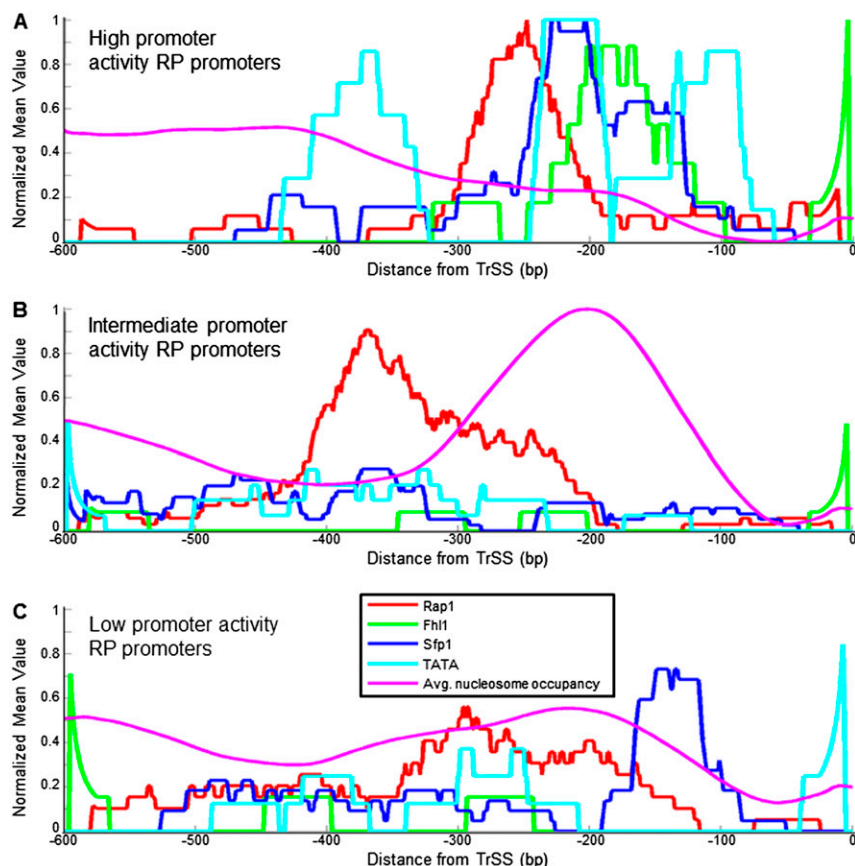 A
High promoter
activity RP promoters
Normalized Mean Value
1
0.8
0.6
0.4
0.2
0
-600 -500 -400 -300 -200 -100 0
Distance from TrSS (bp)
B
Intermediate promoter
activity RP promoters
Normalized Mean Value
1
0.8
0.6
0.4
0.2
0
-600 -500 -400 -300 -200 -100 0
Distance from TrSS (bp)
C
Low promoter activity
RP promoters
Rap1
Fhl1
Sfp1
TATA
Avg. nucleosome occupancy
Normalized Mean Value
1
0.8
0.6
0.4
0.2
0
-600 -500 -400 -300 -200 -100 0
Distance from TrSS (bp)